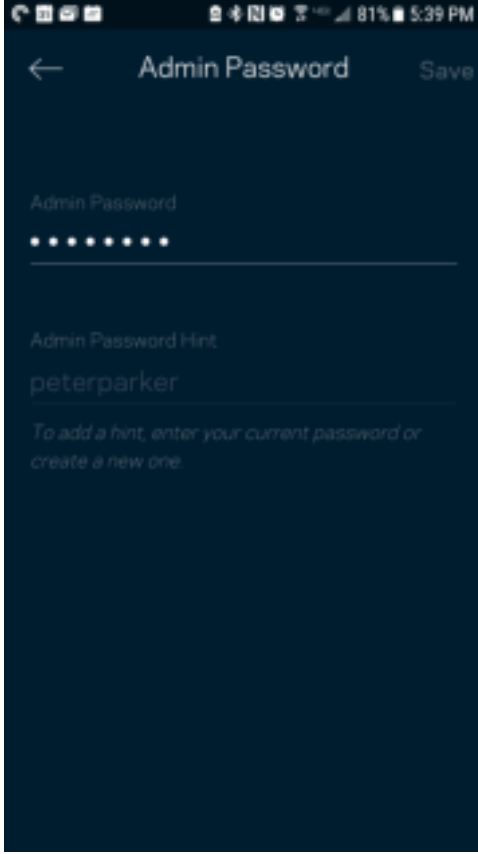 81% 5:39 PM
Admin Password Save
Admin Password
••••••••
Admin Password Hint
peterparker
To add a hint, enter your current password or
create a new one.